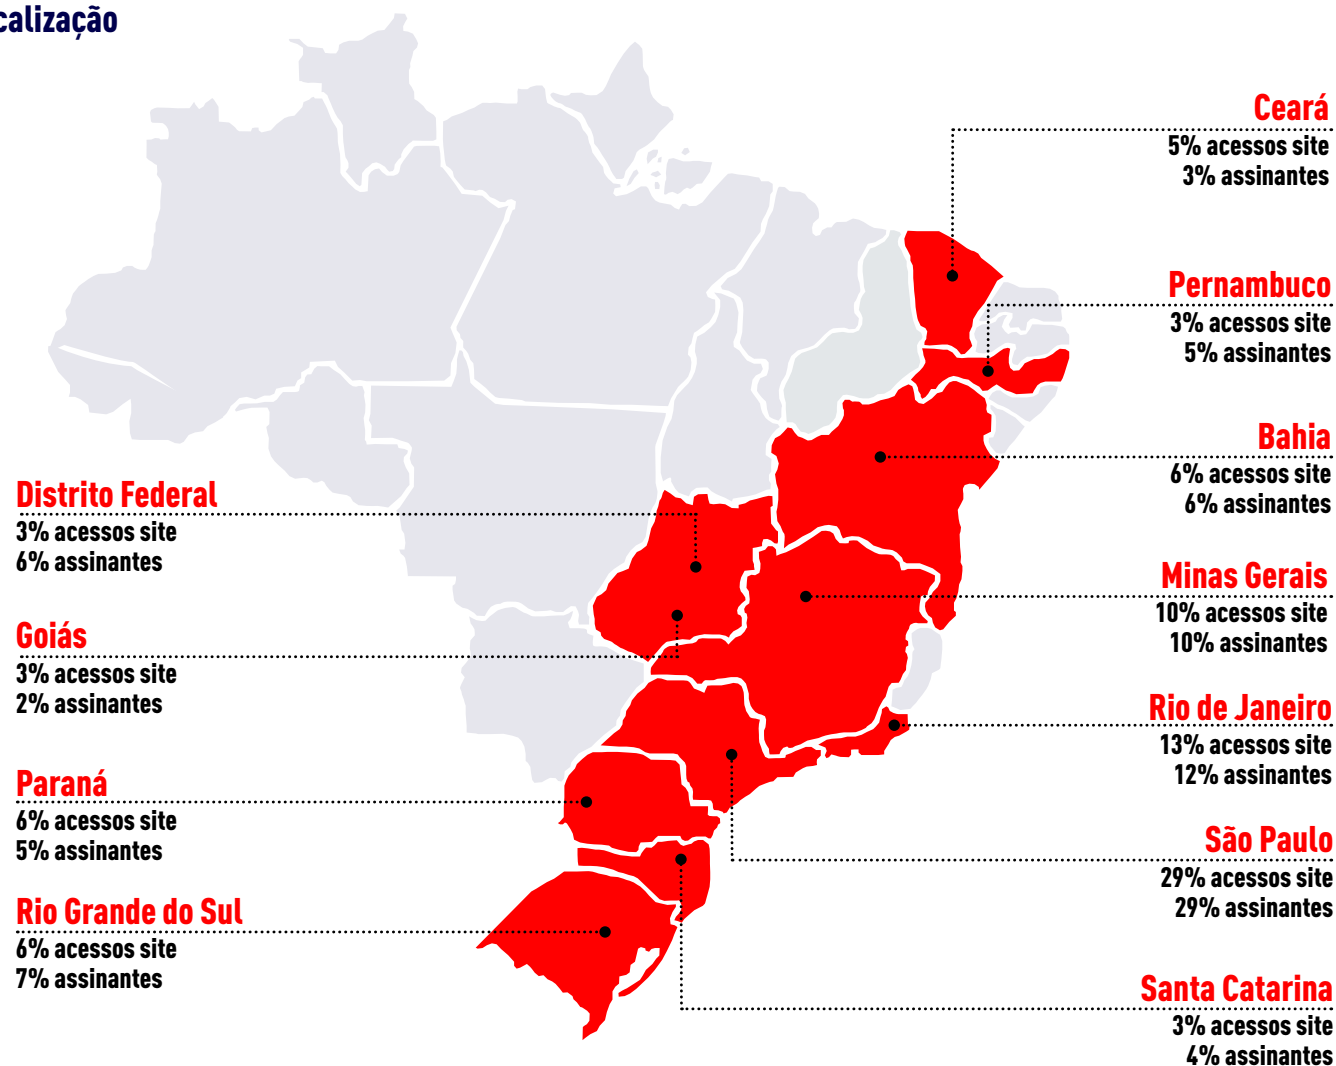 calização
Ceará
5% acessos site
3% assinantes
Pernambuco
3% acessos site
5% assinantes
Bahia
6% acessos site
6% assinantes
Distrito Federal
3% acessos site
6% assinantes
Minas Gerais
10% acessos site
10% assinantes
Goiás
3% acessos site
2% assinantes
Rio de Janeiro
13% acessos site
12% assinantes
Paraná
6% acessos site
5% assinantes
São Paulo
29% acessos site
29% assinantes
Rio Grande do Sul
6% acessos site
7% assinantes
Santa Catarina
3% acessos site
4% assinantes